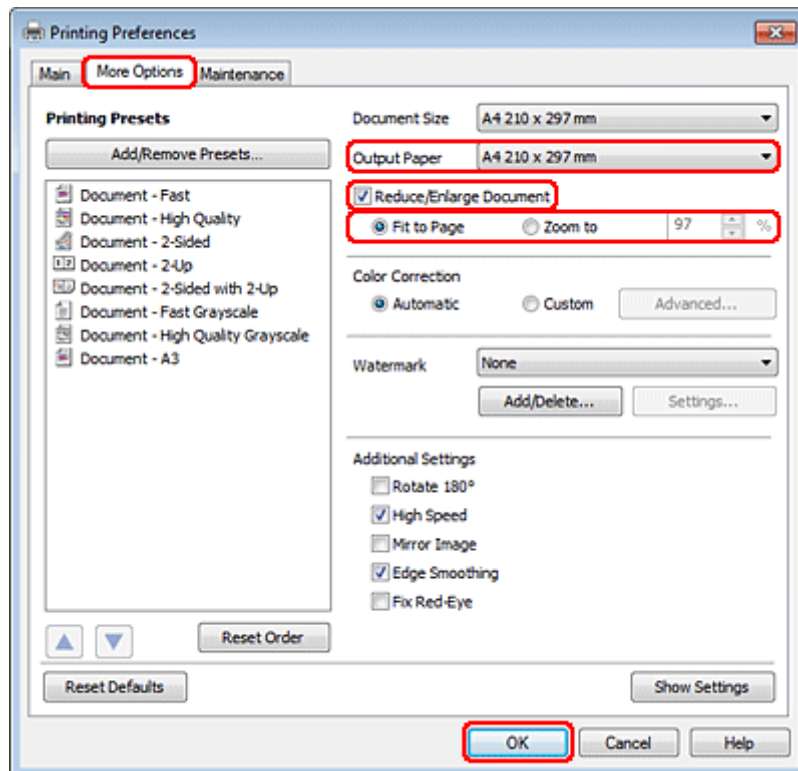 Printing Preferences
Main More Options Maintenance
Printing Presets
Add/Remove Presets...
Document - Fast
Document - High Quality
Document - 2-Sided
Document - 2-Up
Document - 2-Sided with 2-Up
Document - Fast Grayscale
Document - High Quality Grayscale
Document - A3
Reset Order
Document Size A4 210 x 297 mm
Output Paper A4 210 x 297 mm
Reduce/Enlarge Document
Fit to Page Zoom to 97 %
Color Correction
Automatic Custom Advanced...
Watermark None
Add/Delete... Settings...
Additional Settings
Rotate 180°
High Speed
Mirror Image
Edge Smoothing
Fix Red-Eye
Reset Defaults Show Settings
OK Cancel Help